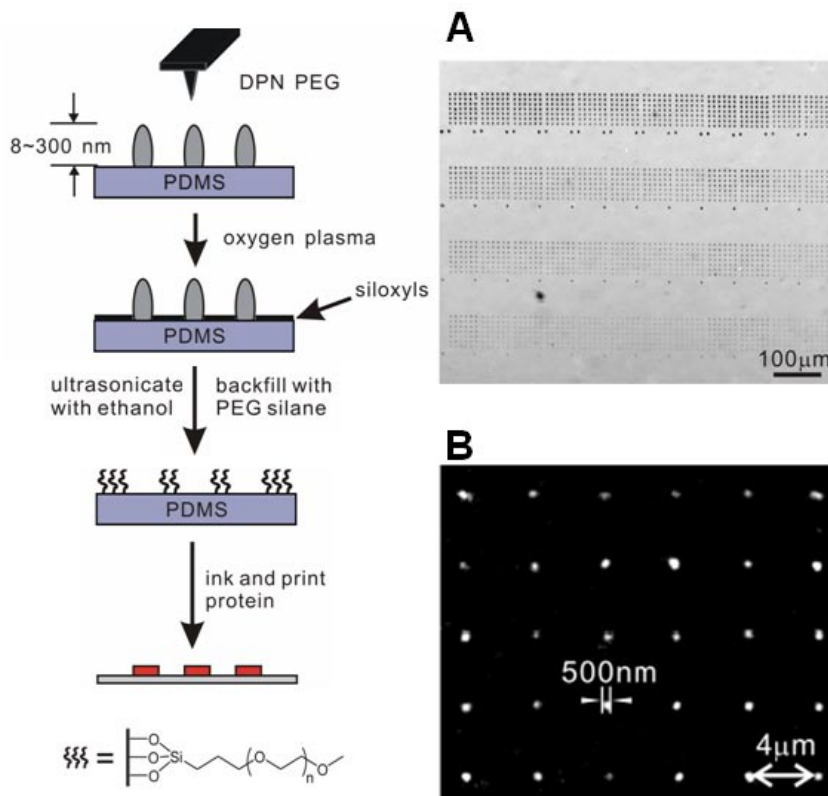 DPN PEG
8~300 nm
PDMS
oxygen plasma
siloxyls
PDMS
ultrasonicate
with ethanol
backfill with
PEG silane
PDMS
ink and print
protein
=
O
O
O
Si
O
n
O
A
100μm
B
500nm
4μm